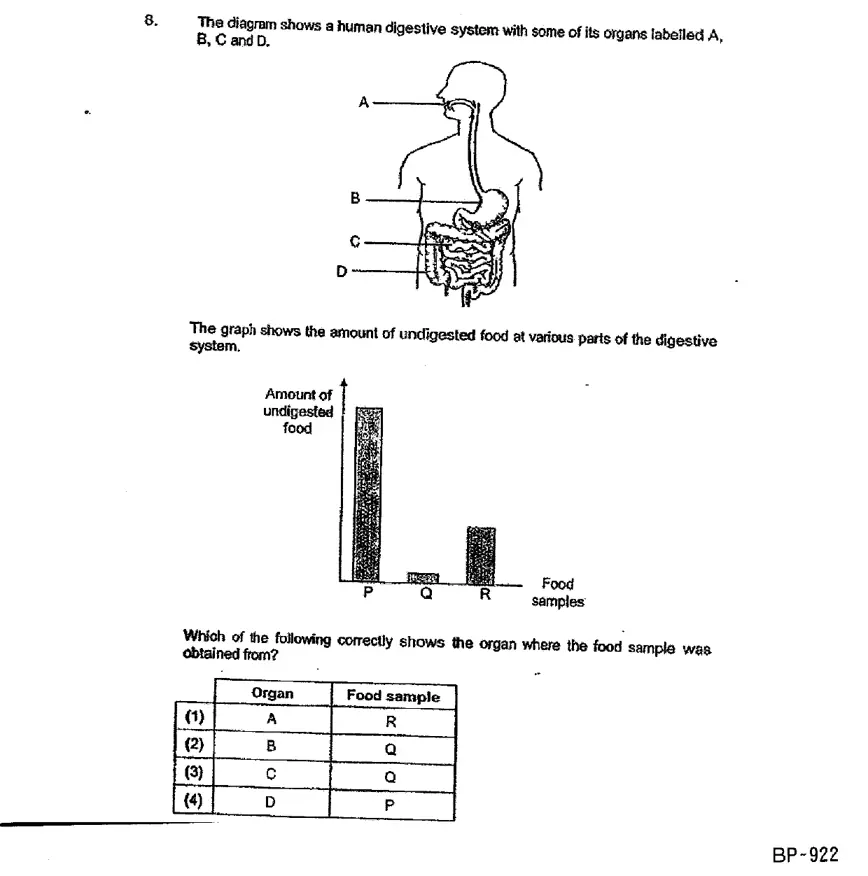 8. The diagram shows a human digestive system with some of its organs labelled A,
B, C and D.
A
B
C
D
The graph shows the amount of undigested food at various parts of the digestive
system.
Amount of
undigested
food
P Q R
Food
samples
Which of the following correctly shows the organ where the food sample was
obtained from?
Organ Food sample
(1) A R
(2) B Q
(3) C Q
(4) D P
BP-922